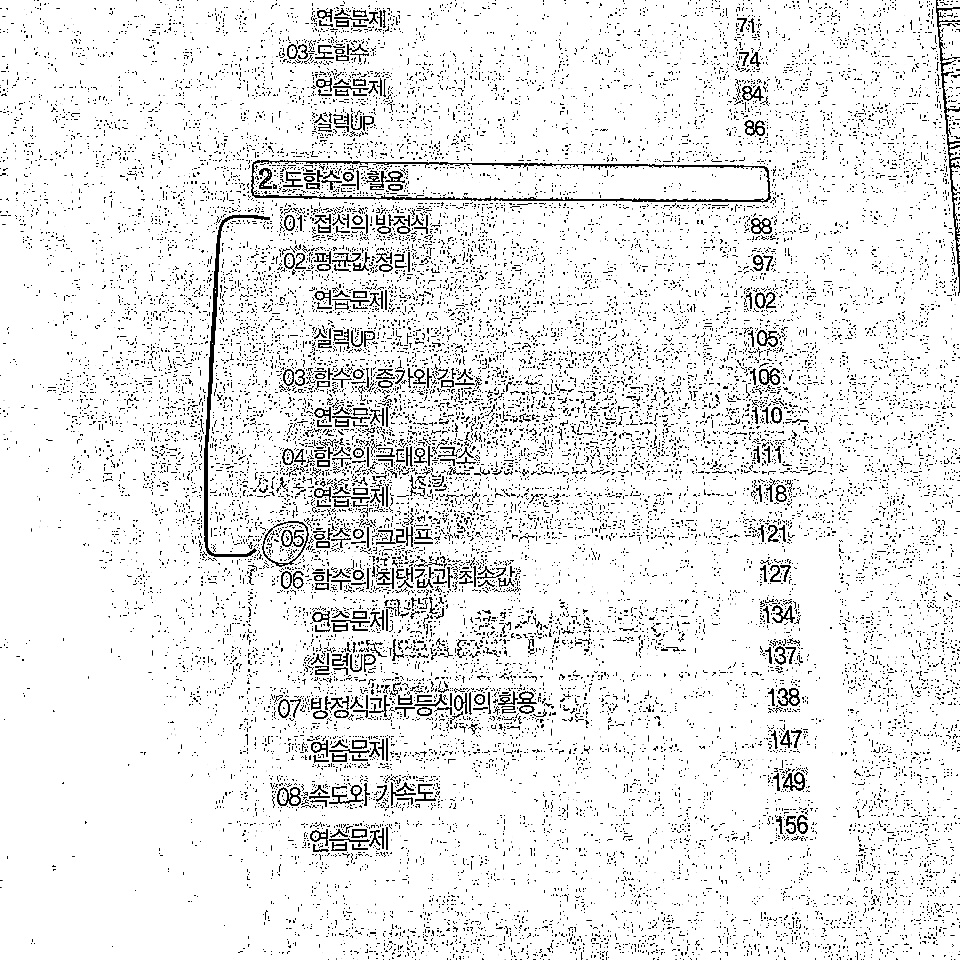 연습문제 71
03 도함수 74
연습문제 84
실력UP 86
2. 도함수의 활용
01 접선의 방정식 88
02 평균값 정리 97
연습문제 102
실력UP 105
03 함수의 증가와 감소 106
연습문제 110
04 함수의 극대와 극소 111
연습문제 118
05 함수의 그래프 121
06 함수의 최댓값과 최솟값 127
연습문제 134
실력UP 137
07 방정식과 부등식에의 활용 138
연습문제 147
08 속도와 가속도 149
연습문제 156